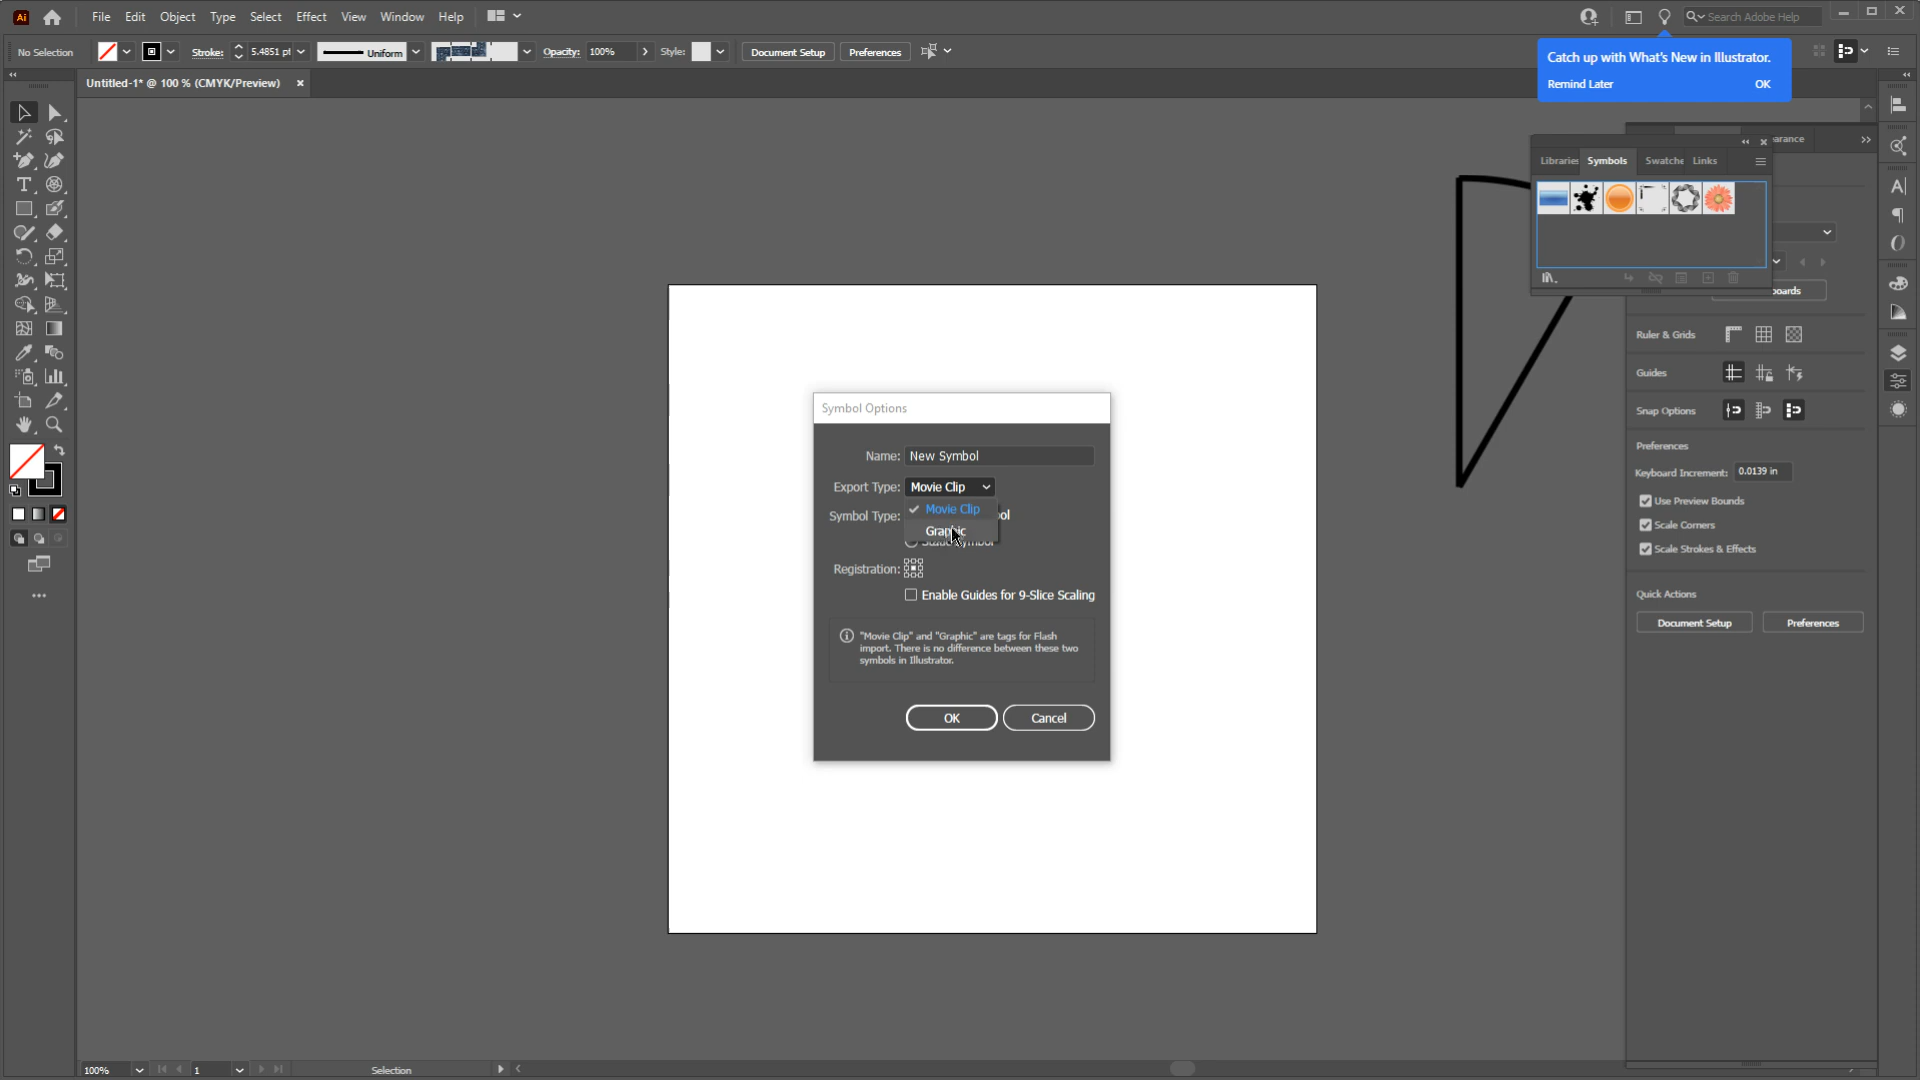 Ai
File Edit Object Type Select Effect View Window Help
Search Adobe Help
No Selection
Stroke: 5.4851 pt
Uniform
Opacity: 100%
Style:
Document Setup
Preferences
Catch up with What's New in Illustrator.
Remind Later OK
Untitled-1* @ 100 % (CMYK/Preview)
Libraries Symbols Swatche Links
arance
boards
Ruler & Grids
Guides
Snap Options
Preferences
Keyboard Increment: 0.0139 in
Use Preview Bounds
Scale Corners
Scale Strokes & Effects
Quick Actions
Document Setup Preferences
Symbol Options
Name: New Symbol
Export Type: Movie Clip
Movie Clip
Symbol Type: ol
Graphic
Registration:
Enable Guides for 9-Slice Scaling
"Movie Clip" and "Graphic" are tags for Flash
import. There is no difference between these two
symbols in Illustrator.
OK Cancel
100% 1 Selection